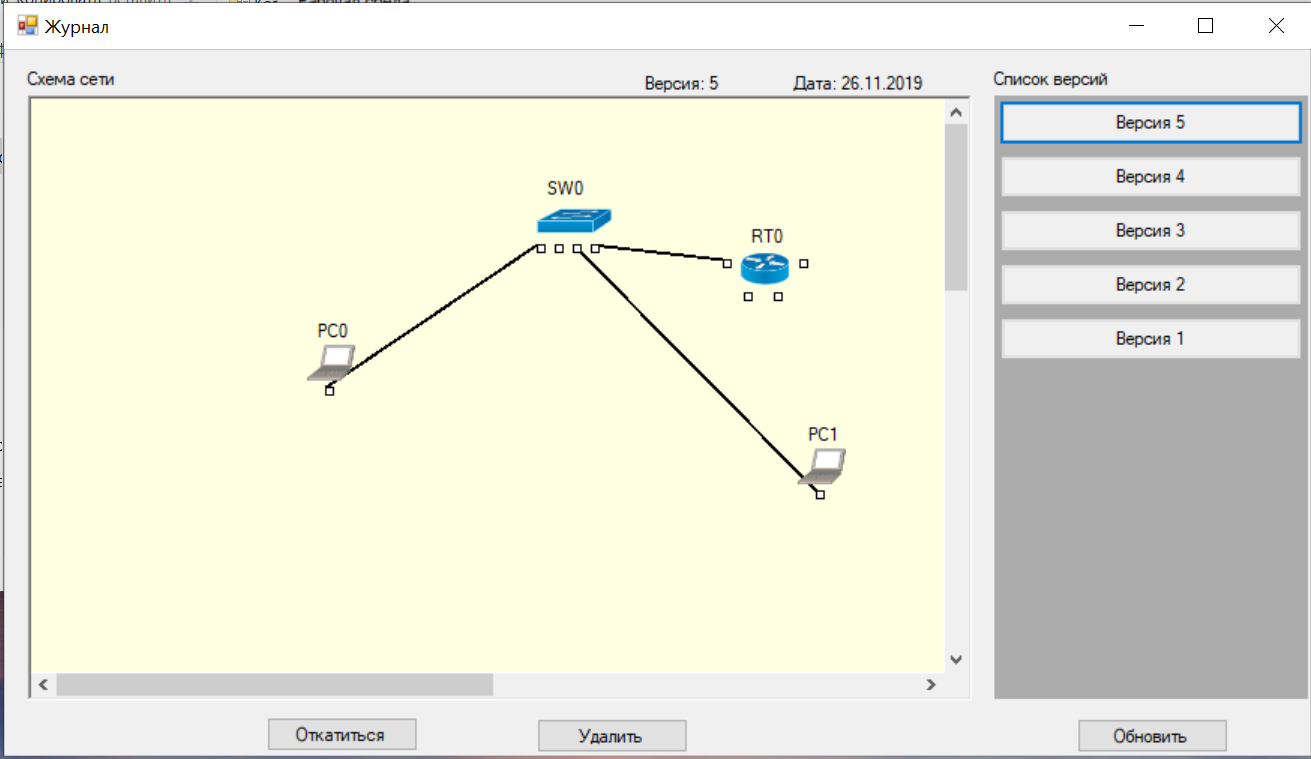 Журнал
Схема сети
Версия: 5
Дата: 26.11.2019
Список версий
SW0
RT0
PC0
PC1
Версия 5
Версия 4
Версия 3
Версия 2
Версия 1
Откатиться
Удалить
Обновить